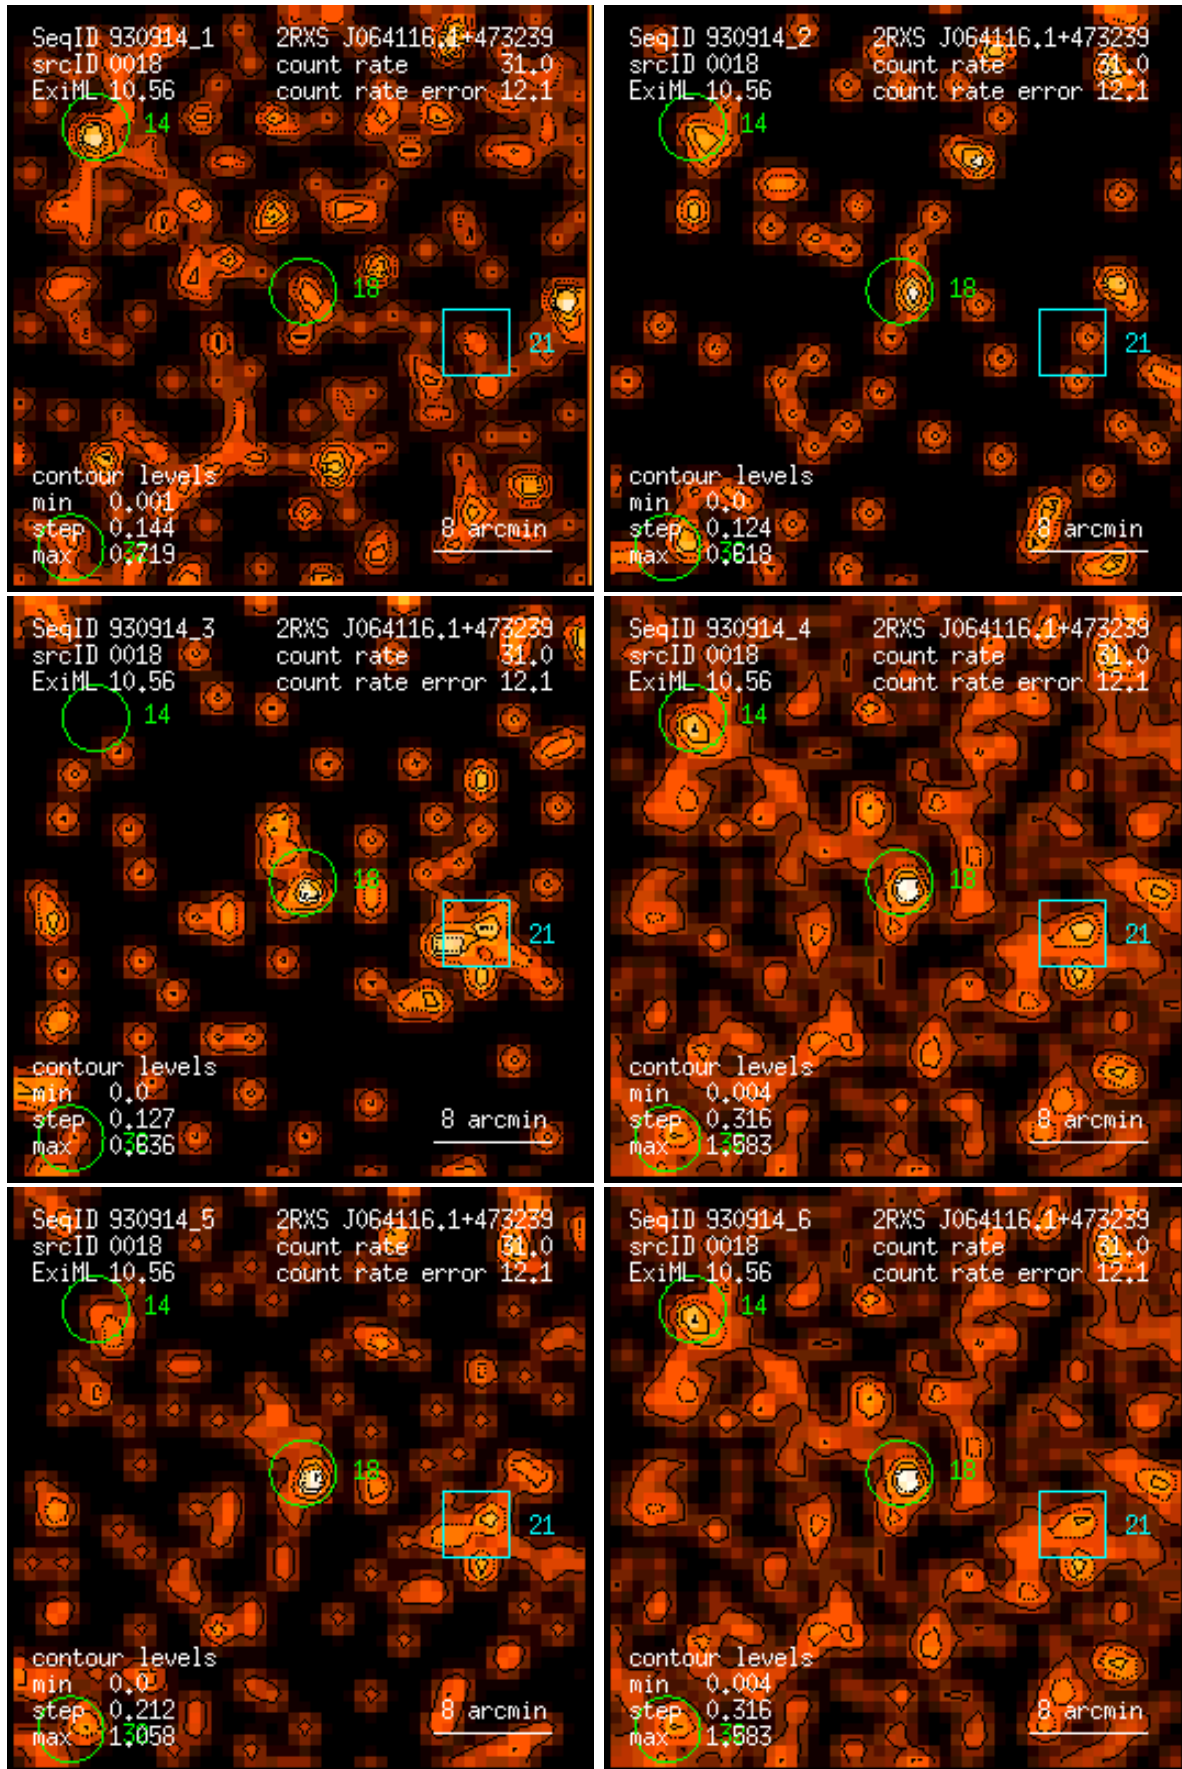 SeqID 930914_1 2RXS J064116.1+473239
srcID 0018 count rate 31.0
ExiML 10.56 count rate error 12.1
14
18
21
contour levels
min 0.001
step 0.144
max 0.719
8 arcmin
SeqID 930914_2 2RXS J064116.1+473239
srcID 0018 count rate 31.0
ExiML 10.56 count rate error 12.1
14
18
21
contour levels
min 0.0
step 0.124
max 0.618
8 arcmin
SeqID 930914_3 2RXS J064116.1+473239
srcID 0018 count rate 31.0
ExiML 10.56 count rate error 12.1
14
18
21
contour levels
min 0.0
step 0.127
max 0.636
8 arcmin
SeqID 930914_4 2RXS J064116.1+473239
srcID 0018 count rate 31.0
ExiML 10.56 count rate error 12.1
14
18
21
contour levels
min 0.004
step 0.316
max 1.583
8 arcmin
SeqID 930914_5 2RXS J064116.1+473239
srcID 0018 count rate 31.0
ExiML 10.56 count rate error 12.1
14
18
21
contour levels
min 0.0
step 0.212
max 1.058
8 arcmin
SeqID 930914_6 2RXS J064116.1+473239
srcID 0018 count rate 31.0
ExiML 10.56 count rate error 12.1
14
18
21
contour levels
min 0.004
step 0.316
max 1.583
8 arcmin